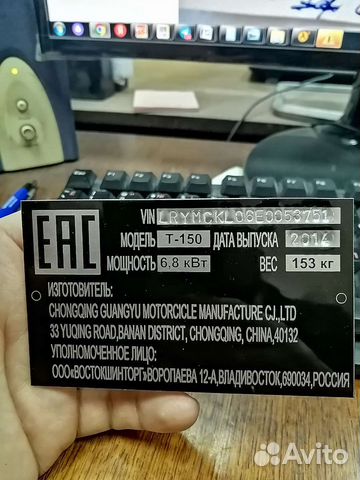 EAC
VIN LRYMCKL06E0053751
МОДЕЛЬ T-150 ДАТА ВЫПУСКА 2014
МОЩНОСТЬ 6,8 кВт ВЕС 153 кг
ИЗГОТОВИТЕЛЬ:
CHONGQING GUANGYU MOTORCICLE MANUFACTURE CJ.,LTD
33 YUQING ROAD,BANAN DISTRICT, CHONGQING, CHINA,40132
УПОЛНОМОЧЕННОЕ ЛИЦО:
ООО«ВОСТОКШИНТОРГ»ВОРОПАЕВА 12-А,ВЛАДИВОСТОК,690034,РОССИЯ
Avito